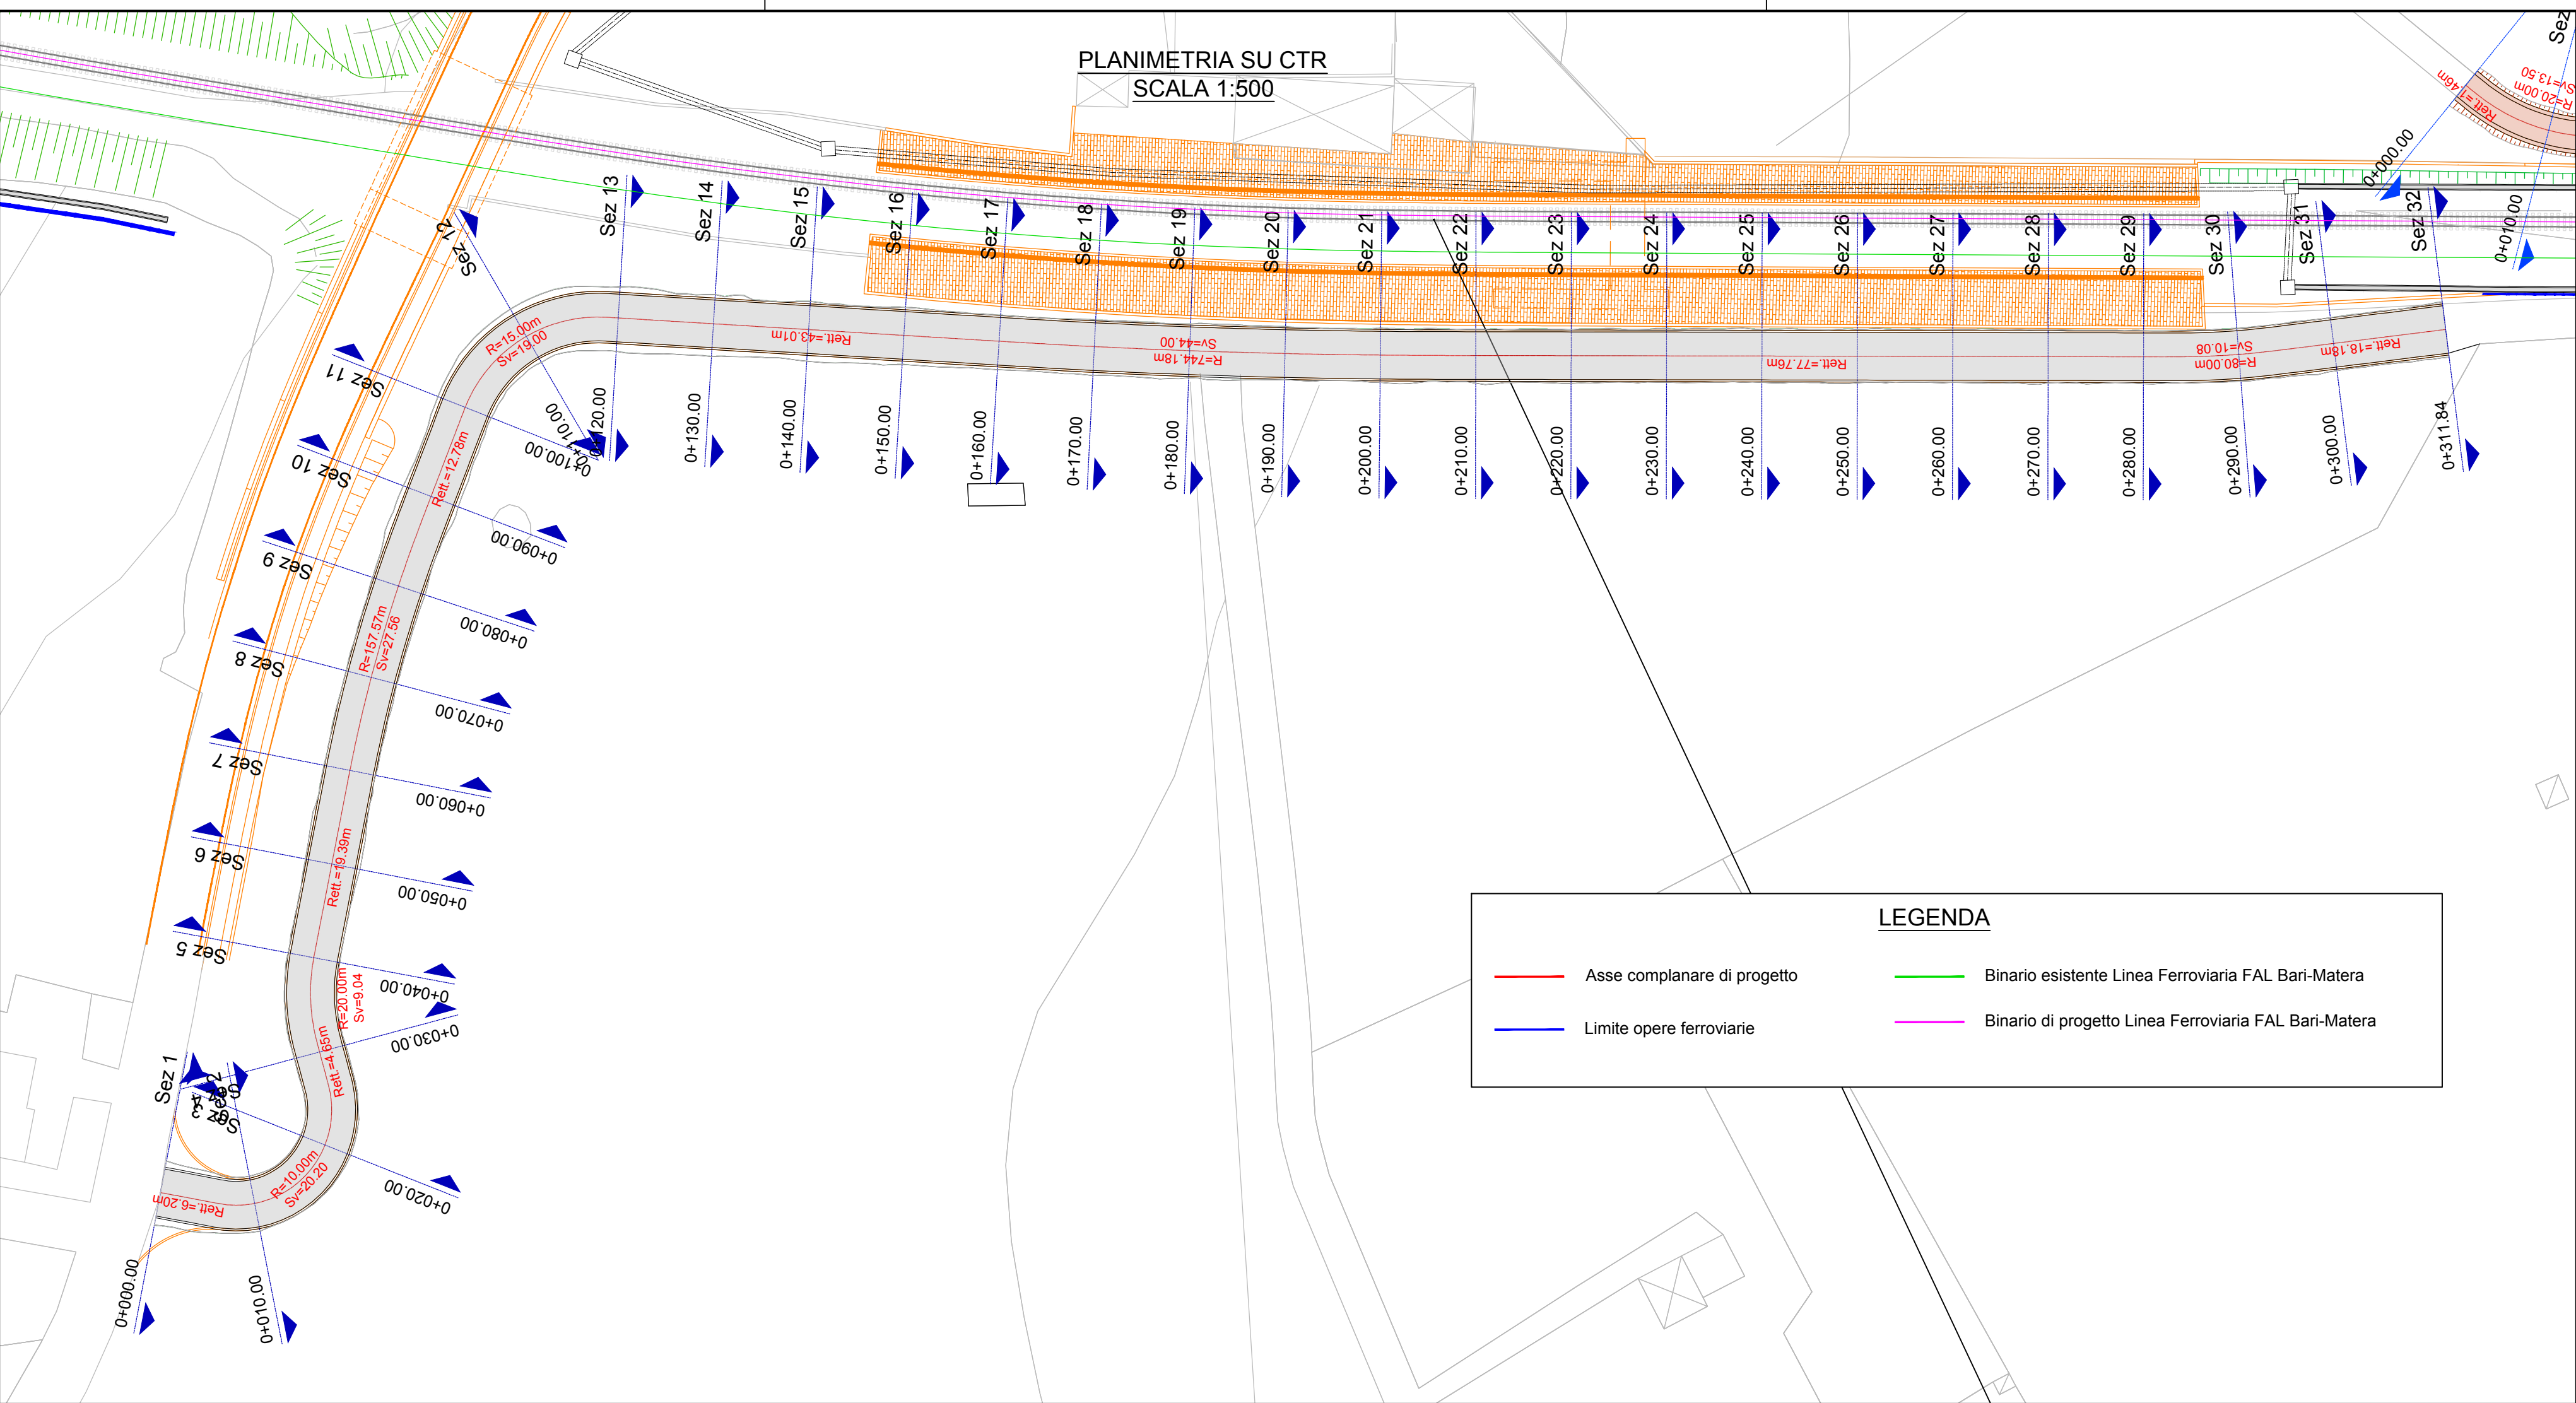 PLANIMETRIA SU CTR
SCALA 1:500
Sez
Sv=13.50
R=20.00m
Rett.=1.46m
0+000.00
0+010.00
Sez 12
Sez 13
Sez 14
Sez 15
Sez 16
Sez 17
Sez 18
Sez 19
Sez 20
Sez 21
Sez 22
Sez 23
Sez 24
Sez 25
Sez 26
Sez 27
Sez 28
Sez 29
Sez 30
Sez 31
Sez 32
R=15.00m
Sv=19.00
Rett.=43.01m
Sv=44.00
R=744.18m
Rett.=77.76m
Sv=10.08
R=80.00m
Rett.=18.18m
0+110.00
0+120.00
0+130.00
0+140.00
0+150.00
0+160.00
0+170.00
0+180.00
0+190.00
0+200.00
0+210.00
0+220.00
0+230.00
0+240.00
0+250.00
0+260.00
0+270.00
0+280.00
0+290.00
0+300.00
0+311.84
Sez 11
0+100.00
Sez 10
Rett.=12.78m
0+090.00
Sez 9
0+080.00
Sez 8
R=157.57m
Sv=27.56
0+070.00
Sez 7
0+060.00
Sez 6
Rett.=19.39m
0+050.00
Sez 5
0+040.00
R=20.00m
Sv=9.04
0+030.00
Rett.=4.65m
Sez 1
Sez 2
Sez 4
Sez 3
0+020.00
R=10.00m
Sv=20.20
Rett.=6.20m
0+000.00
0+010.00
LEGENDA
Asse complanare di progetto
Binario esistente Linea Ferroviaria FAL Bari-Matera
Limite opere ferroviarie
Binario di progetto Linea Ferroviaria FAL Bari-Matera